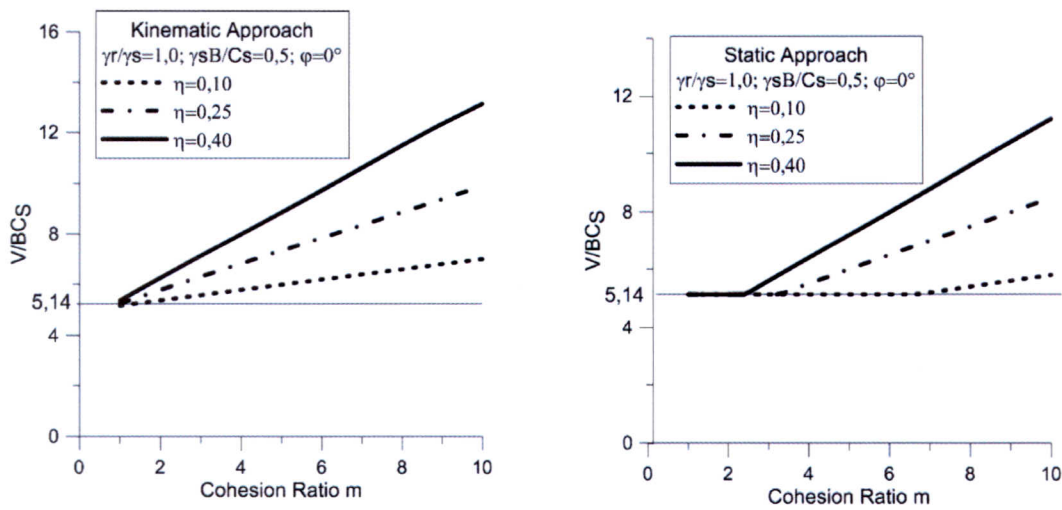 16
12
8
5,14
4
0
V/BCS
Kinematic Approach
γr/γs=1,0; γsB/Cs=0,5; φ=0°
η=0,10
η=0,25
η=0,40
0 2 4 6 8 10
Cohesion Ratio m
12
8
5,14
4
0
V/BCS
Static Approach
γr/γs=1,0; γsB/Cs=0,5; φ=0°
η=0,10
η=0,25
η=0,40
0 2 4 6 8 10
Cohesion Ratio m